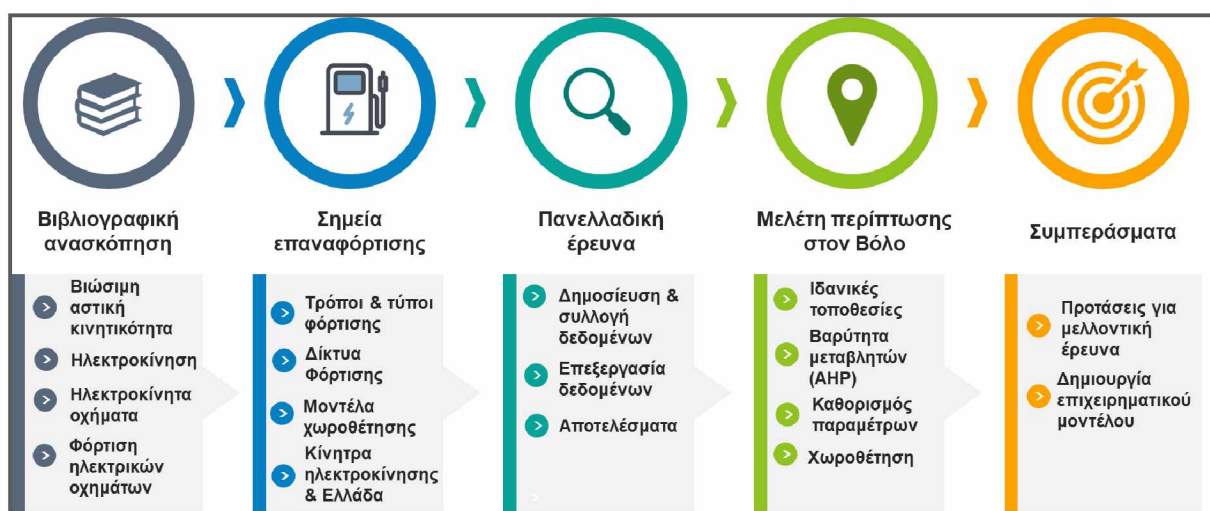 Βιβλιογραφική
ανασκόπηση
Βιώσιμη
αστική
κινητικότητα
Ηλεκτροκίνηση
Ηλεκτροκίνητα
οχήματα
Φόρτιση
ηλεκτρικών
οχημάτων
Σημεία
επαναφόρτισης
Τρόποι & τύποι
φόρτισης
Δίκτυα
Φόρτισης
Μοντέλα
χωροθέτησης
Κίνητρα
ηλεκτροκίνησης
& Ελλάδα
Πανελλαδική
έρευνα
Δημοσίευση &
συλλογή
δεδομένων
Επεξεργασία
δεδομένων
Αποτελέσματα
Μελέτη περίπτωσης
στον Βόλο
Ιδανικές
τοποθεσίες
Βαρύτητα
μεταβλητών
(AHP)
Καθορισμός
παραμέτρων
Χωροθέτηση
Συμπεράσματα
Προτάσεις για
μελλοντική
έρευνα
Δημιουργία
επιχειρηματικού
μοντέλου